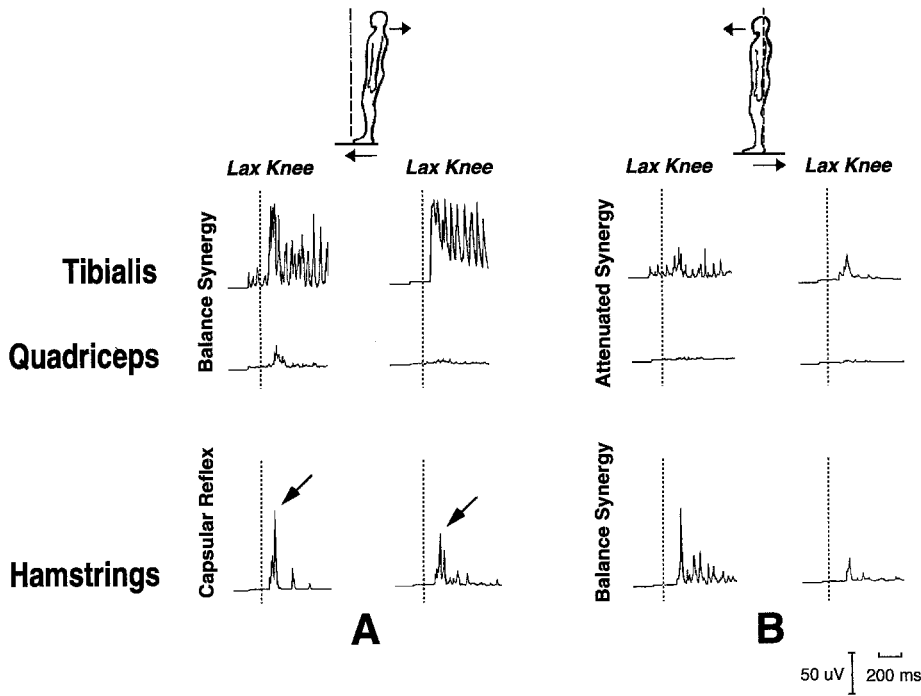 Lax Knee
Lax Knee
Lax Knee
Lax Knee
Tibialis
Quadriceps
Balance Synergy
Attenuated Synergy
Hamstrings
Capsular Reflex
Balance Synergy
A
B
50 uV
200 ms